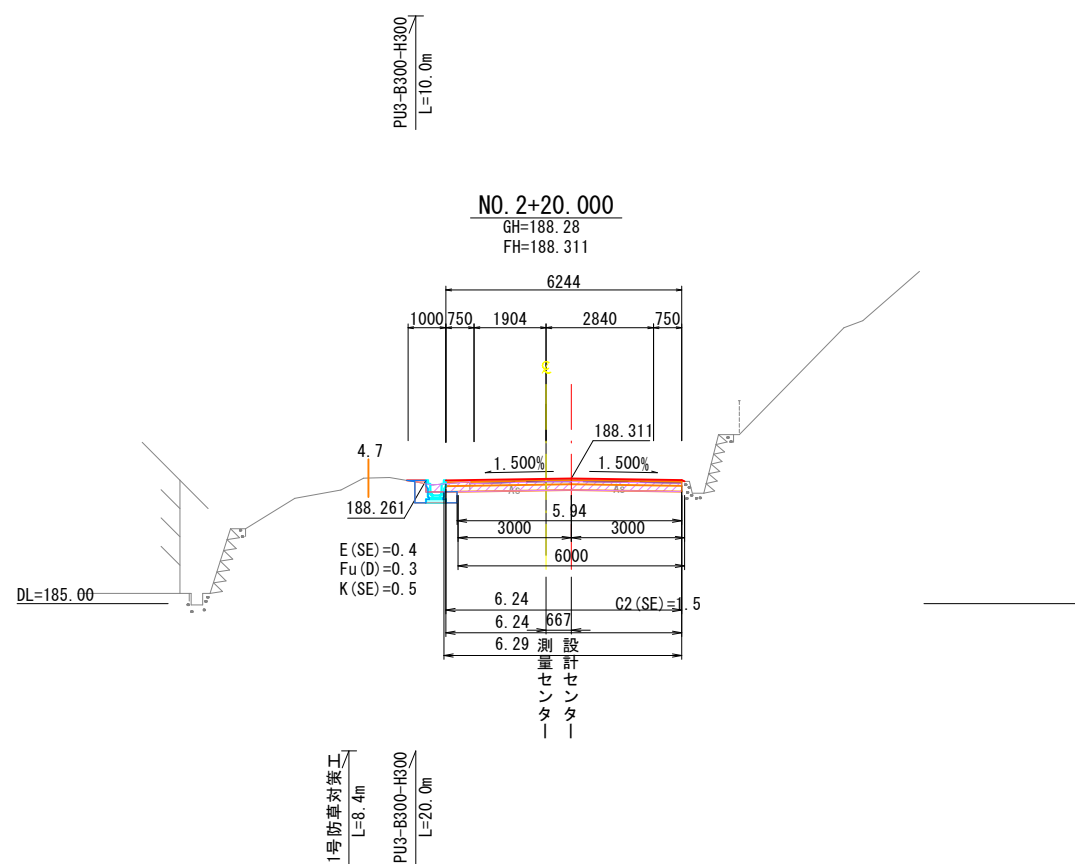 PU3-B300-H300
L=10.0m
NO.2+20.000
GH=188.28
FH=188.311
6244
1000
750
1904
2840
750
188.311
4.7
1.500%
1.500%
As
As
188.261
5.94
3000
3000
6000
E(SE)=0.4
Fu(D)=0.3
K(SE)=0.5
DL=185.00
6.24
C2(SE)=1.5
6.24
667
6.29
測量センター
設計センター
1号防草対策工
L=8.4m
PU3-B300-H300
L=20.0m